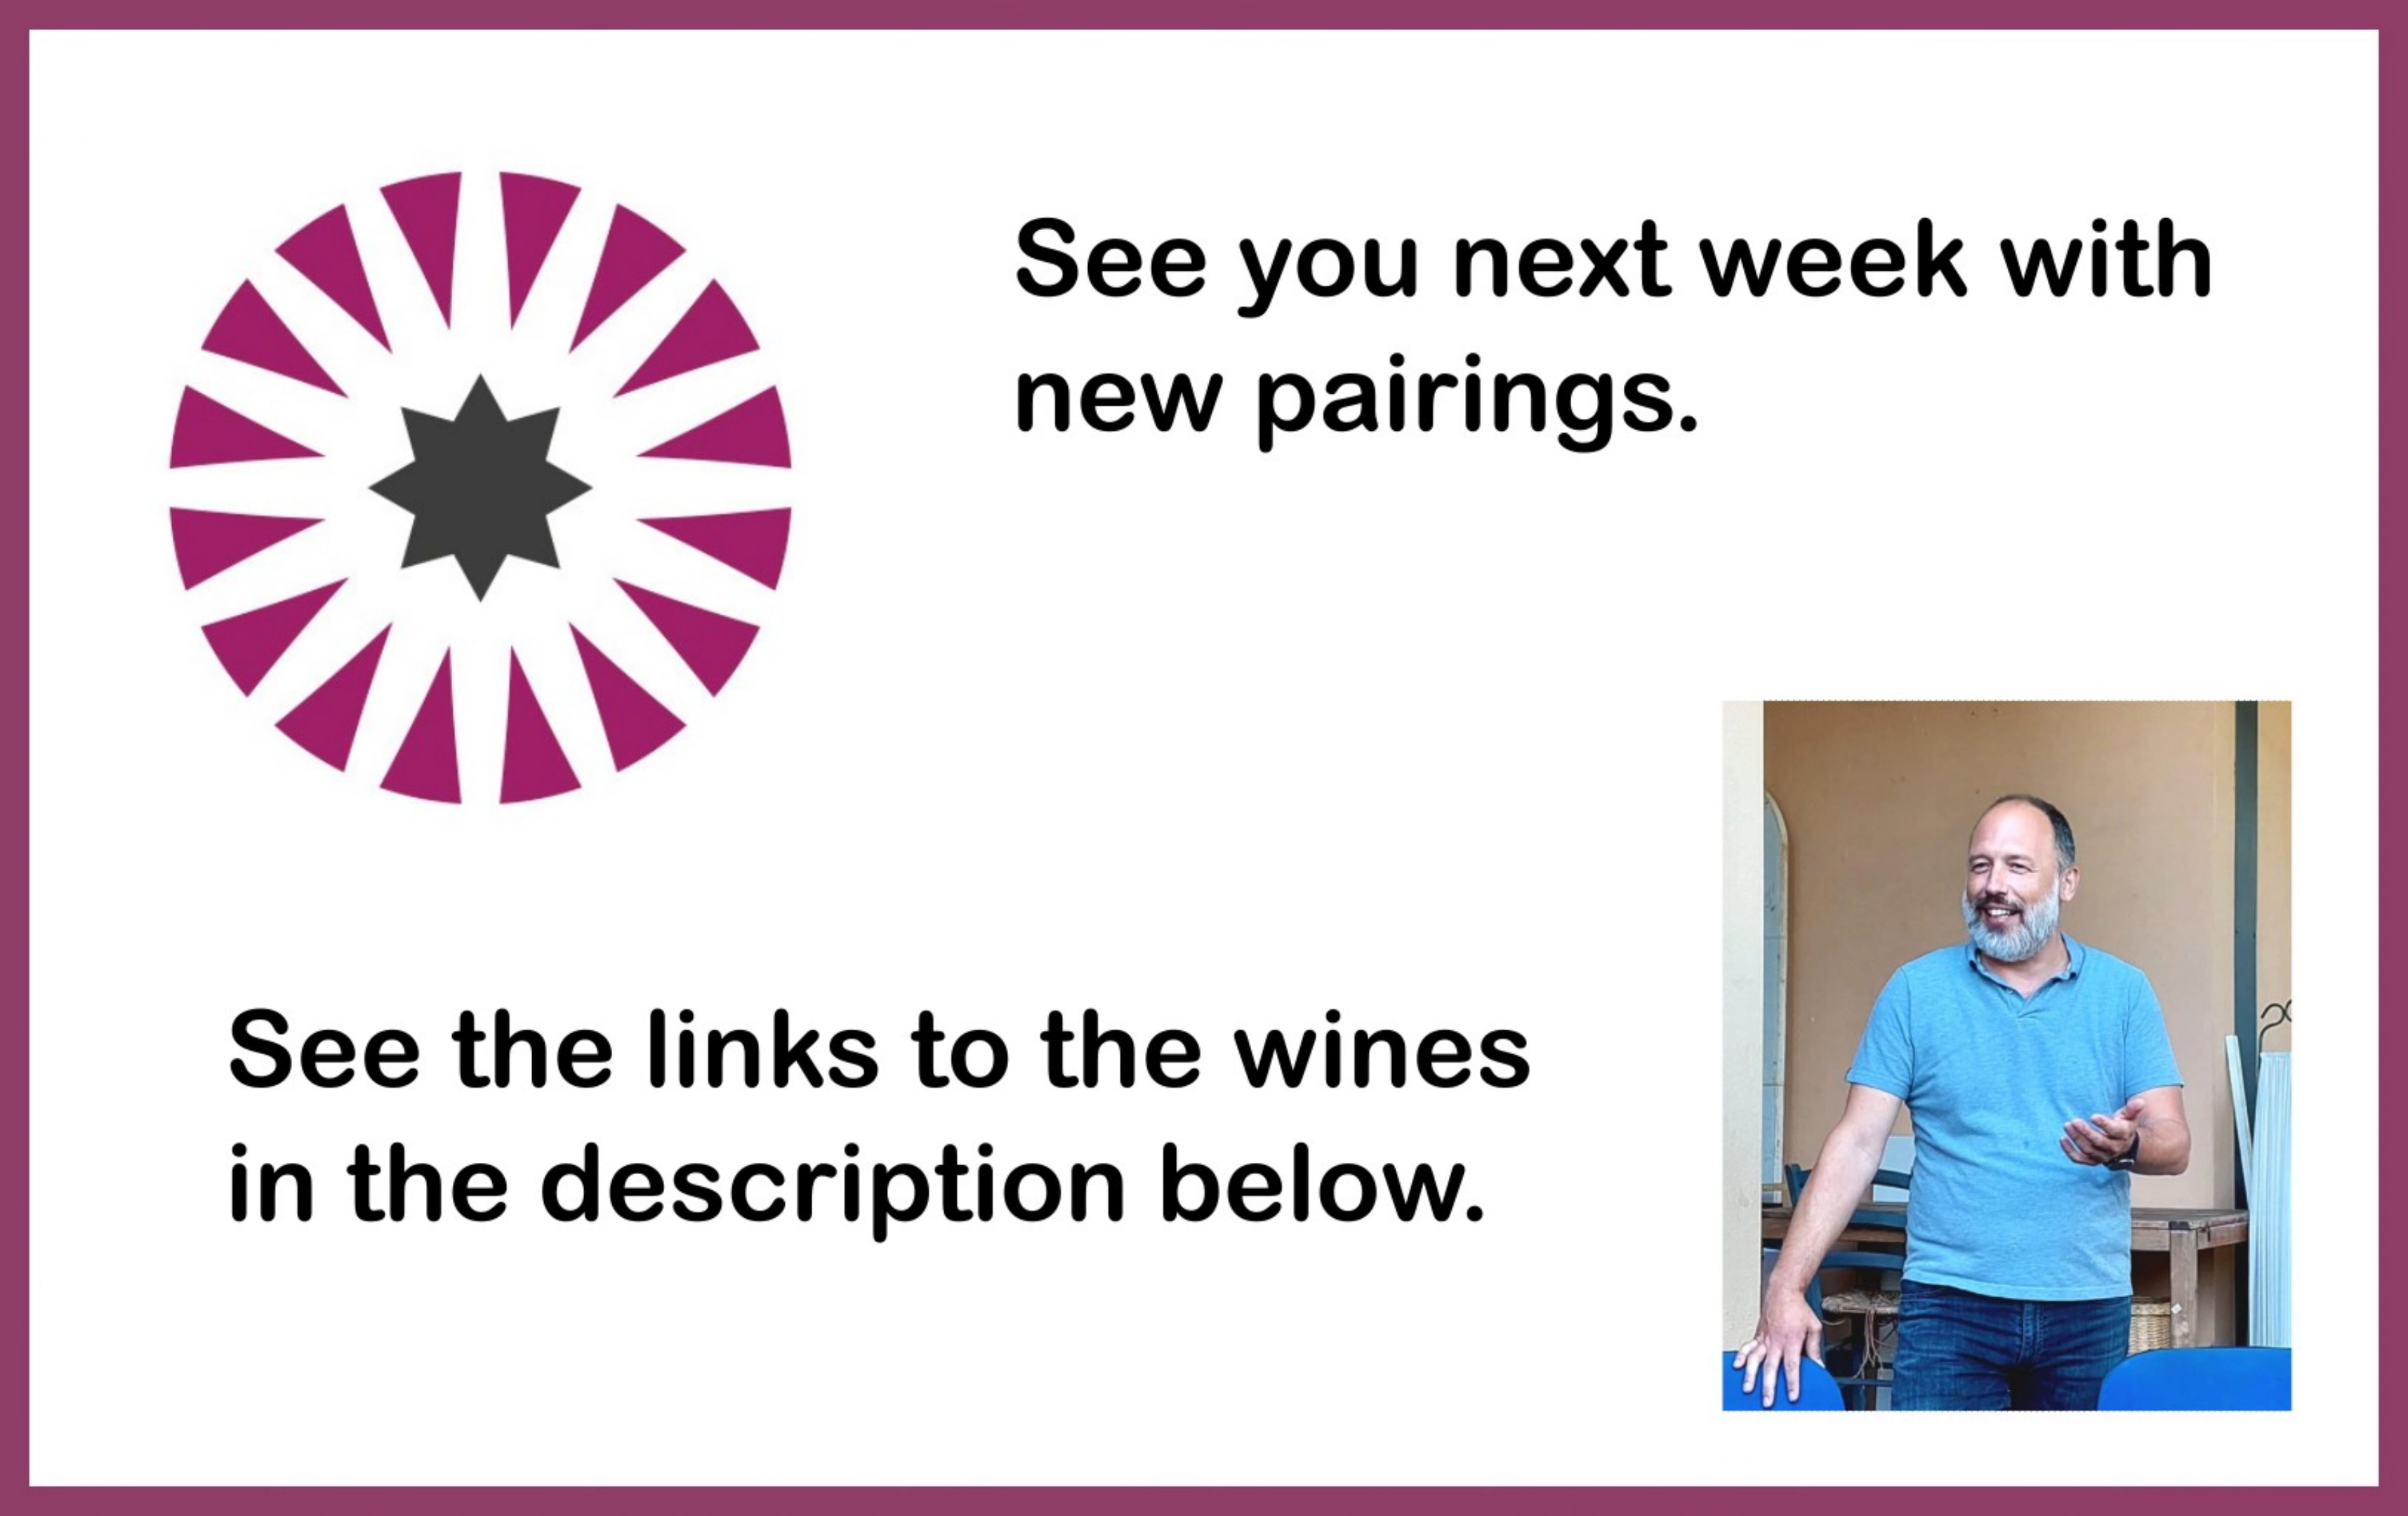 See you next week with
new pairings.
See the links to the wines
in the description below.